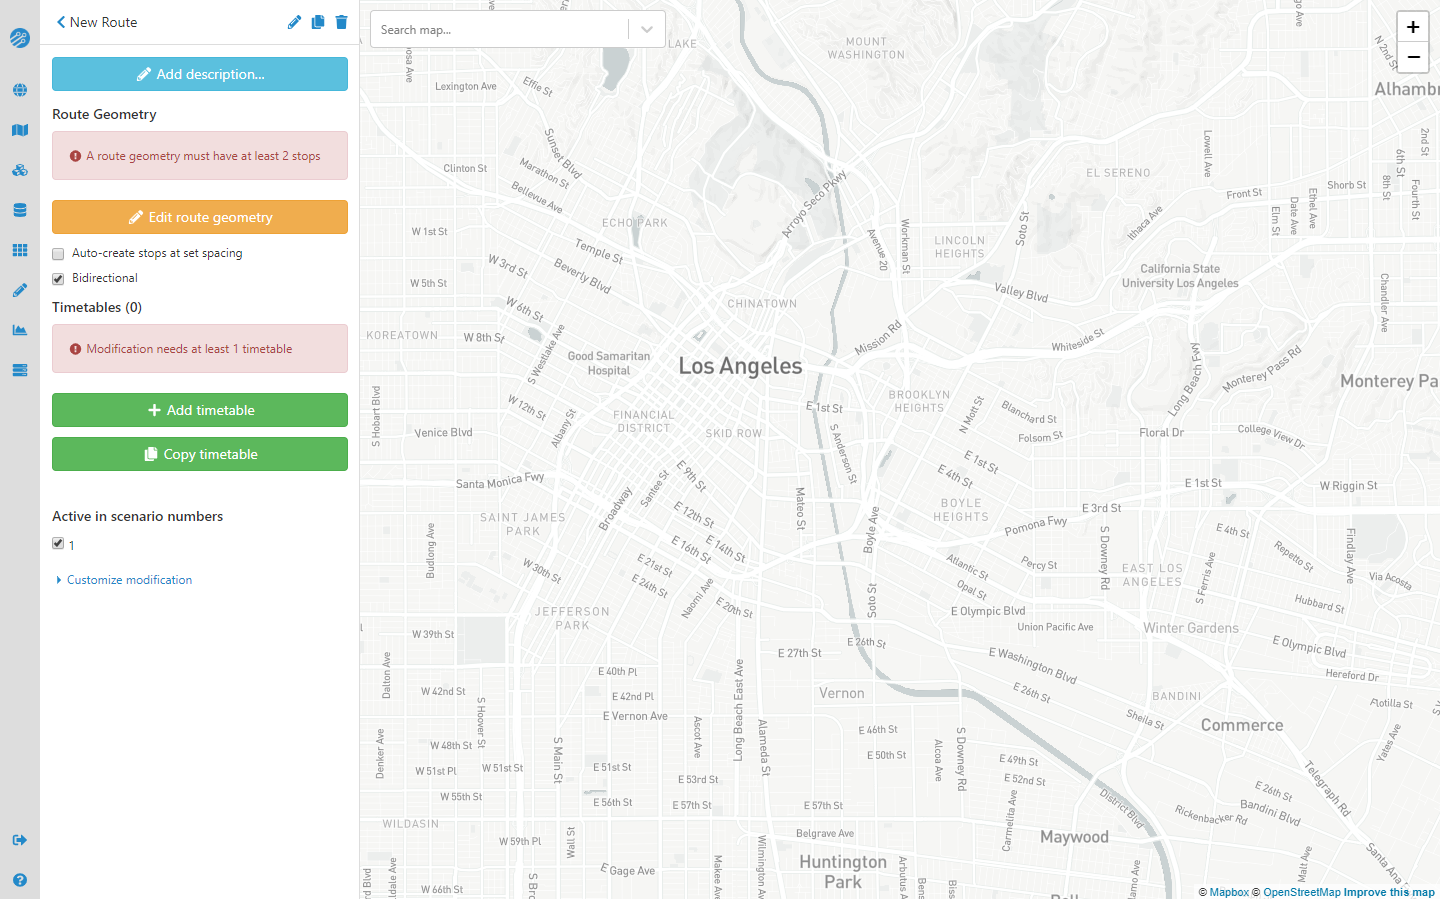 New Route
Add description...
Route Geometry
A route geometry must have at least 2 stops
Edit route geometry
Auto-create stops at set spacing
Bidirectional
Timetables (0)
Modification needs at least 1 timetable
Add timetable
Copy timetable
Active in scenario numbers
1
Customize modification
Search map...
+
−
LAKE
MOUNT
WASHINGTON
N 2nd St
Alhambr
Lexington Ave
Effie St
Sunset Blvd
Marathon St
Clinton St
Bellevue Ave
Arroyo Seco Pkwy
EL SERENO
Lowell Ave
2nd St
6th St
8th St
Fourth St
Shorb St
Front St
Ethel Ave
Date Ave
Elm St
Ithaca Ave
ECHO PARK
W 1st St
Temple St
Avenue 20
Workman St
Soto St
LINCOLN
HEIGHTS
W 3rd St
Beverly Blvd
California State
University Los Angeles
W 5th St
Valley Blvd
Chandler Ave
CHINATOWN
W 6th St
KOREATOWN
W 8th St
S Westlake Ave
Mission Rd
Whiteside St
Good Samaritan
Hospital
Los Angeles
Long Beach Fwy
Monterey Pass Rd
Monterey Pa
S Hobart Blvd
W 12th St
Albany St
FINANCIAL
DISTRICT
SKID ROW
E 1st St
BROOKLYN
HEIGHTS
N Mott St
Blanchard St
Folsom St
Venice Blvd
S Anderson St
Floral Dr
College View Dr
Santa Monica Fwy
E 9th St
Santee St
Broadway
Mateo St
E 1st St
E 4th St
E 1st St
W Riggin St
SAINT JAMES
PARK
E 12th St
BOYLE
HEIGHTS
E 3rd St
Pomona Fwy
Boyle Ave
Budlong Ave
E 14th St
E 16th St
E 21st St
E 24th St
W 30th St
Naomi Ave
E 20th St
Soto St
Atlantic St
Opal St
Percy St
S Downey Rd
EAST LOS
ANGELES
S Ferris Ave
E 4th St
Repetto St
Findlay Ave
Via Acosta
Hubbard St
JEFFERSON
PARK
E Olympic Blvd
Union Pacific Ave
Winter Gardens
E Olympic Blvd
W 39th St
E 27th St
E 26th St
E Washington Blvd
Hereford Dr
Dalton Ave
E 40th Pl
W 42nd St
S Hoover St
E 42nd Pl
Long Beach East Ave
Vernon
E 26th St
BANDINI
Flotilla St
E Vernon Ave
Ascot Ave
Alameda St
Sheila St
Commerce
Yates Ave
Denker Ave
W 48th St
S Main St
E 46th St
E 50th St
Alcoa Ave
S Downey Rd
E 49th St
W 51st Pl
W 51st St
E 51st St
E 53rd St
E 52nd St
Telegraph Rd
E 26th St
W 55th St
E 56th St
E 57th St
E 57th St
Carmelita Ave
District Blvd
Rickenbacker Rd
Bandini Blvd
WILDASIN
W 59th Pl
Wall St
Belgrave Ave
Maywood
Wilmington Ave
Huntington
Park
Santa Ana
Malt Ave
E Gage Ave
Makee Ave
W 66th St
S Bro
© Mapbox © OpenStreetMap Improve this map